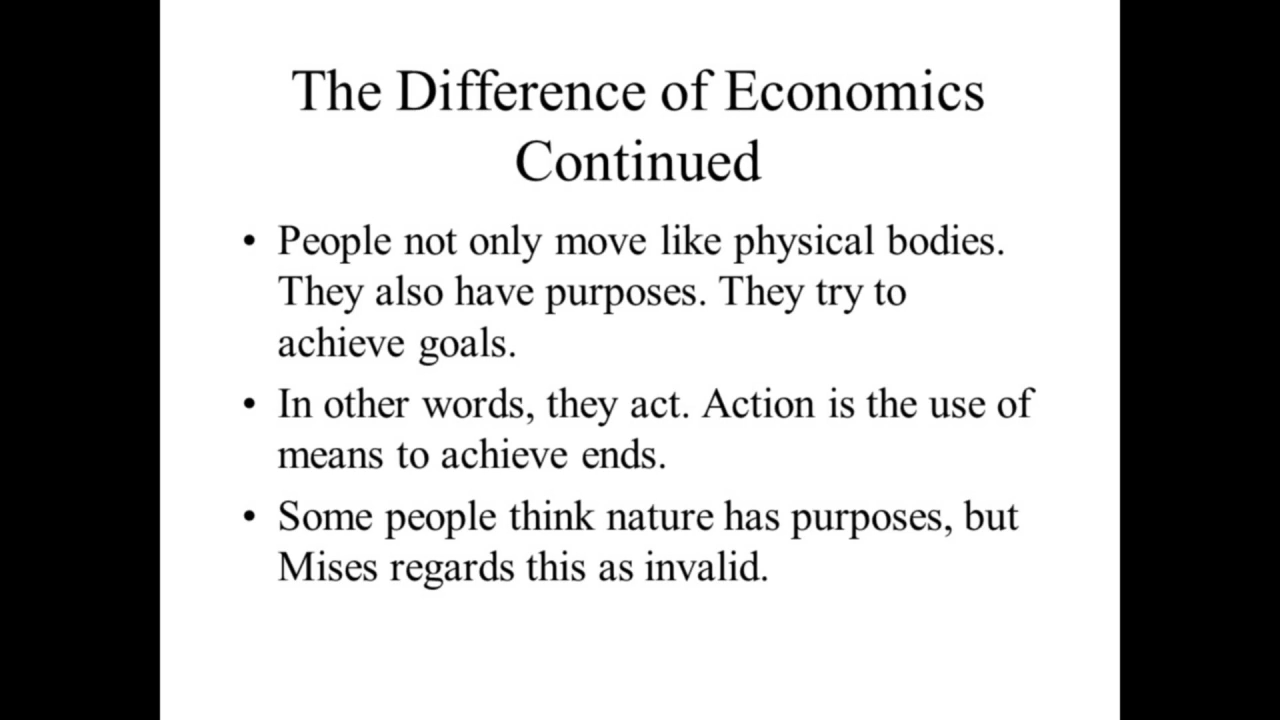 The Difference of Economics
Continued
• People not only move like physical bodies.
They also have purposes. They try to
achieve goals.
• In other words, they act. Action is the use of
means to achieve ends.
• Some people think nature has purposes, but
Mises regards this as invalid.